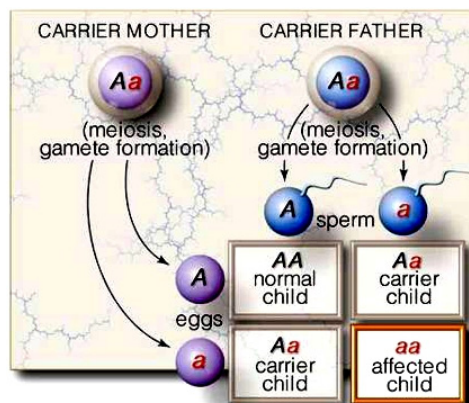 CARRIER MOTHER
CARRIER FATHER
Aa
Aa
(meiosis,
gamete formation)
(meiosis,
gamete formation)
A
sperm
a
A
AA
normal
child
Aa
carrier
child
eggs
a
Aa
carrier
child
aa
affected
child